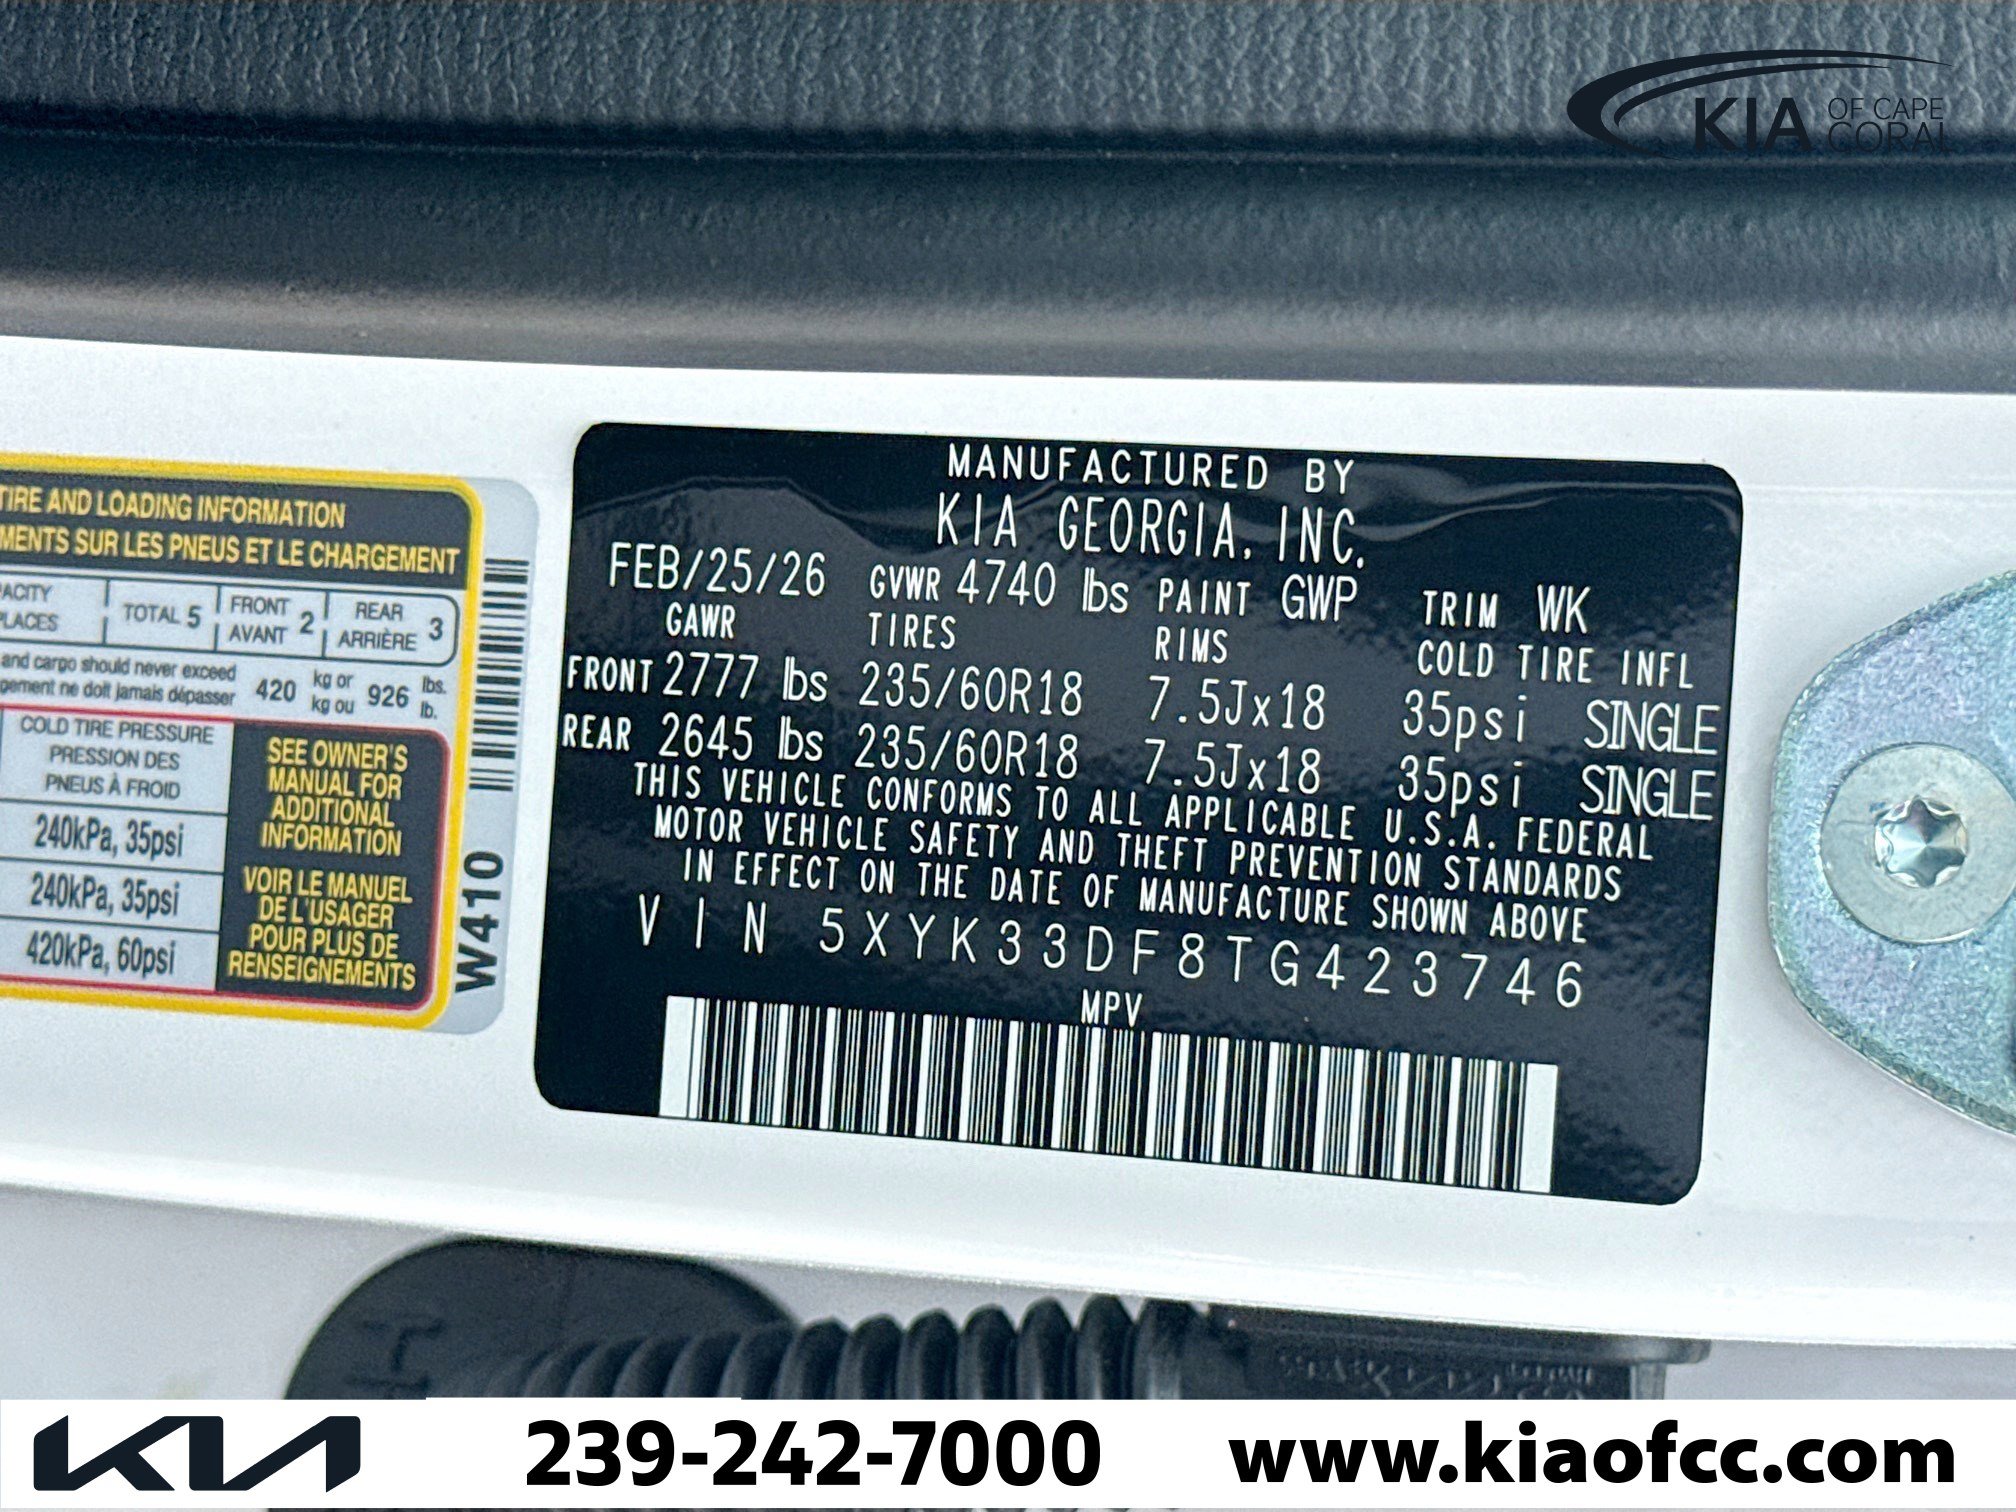 KIA OF CAPE CORAL
TIRE AND LOADING INFORMATION
MENTS SUR LES PNEUS ET LE CHARGEMENT
TOTAL 5
FRONT AVANT 2
REAR ARRIÈRE 3
and cargo should never exceed
gement ne doit jamais dépasser
420 kg or kg ou 926 lbs. lb.
COLD TIRE PRESSURE
PRESSION DES
PNEUS À FROID
240kPa, 35psi
240kPa, 35psi
420kPa, 60psi
SEE OWNER'S
MANUAL FOR
ADDITIONAL
INFORMATION
VOIR LE MANUEL
DE L'USAGER
POUR PLUS DE
RENSEIGNEMENTS
W410
MANUFACTURED BY
KIA GEORGIA, INC.
FEB/25/26 GVWR 4740 lbs PAINT GWP TRIM WK
GAWR TIRES RIMS COLD TIRE INFL
FRONT 2777 lbs 235/60R18 7.5Jx18 35psi SINGLE
REAR 2645 lbs 235/60R18 7.5Jx18 35psi SINGLE
THIS VEHICLE CONFORMS TO ALL APPLICABLE U.S.A. FEDERAL
MOTOR VEHICLE SAFETY AND THEFT PREVENTION STANDARDS
IN EFFECT ON THE DATE OF MANUFACTURE SHOWN ABOVE
VIN 5XYK33DF8TG423746
MPV
KIA 239-242-7000 www.kiaofcc.com